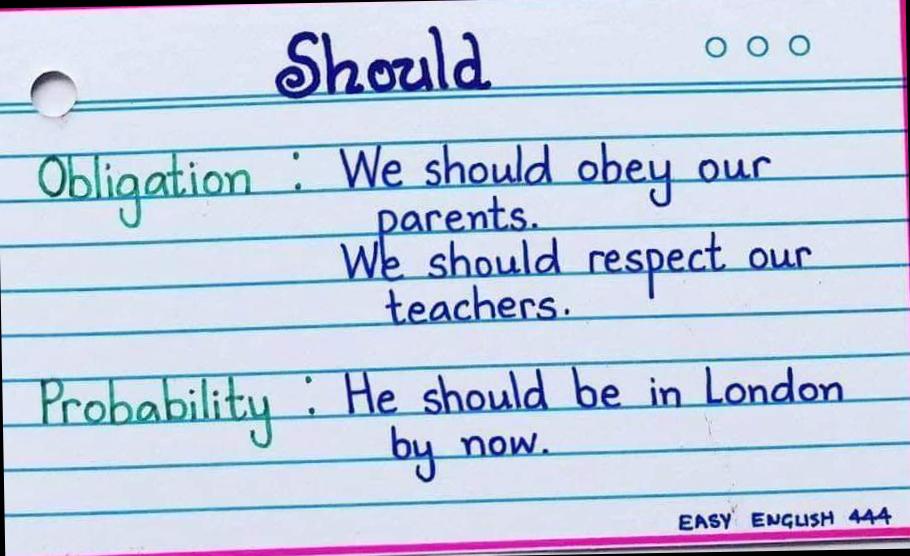 Should
Obligation : We should obey our
parents.
We should respect our
teachers.
Probability : He should be in London
by now.
EASY ENGLISH 444